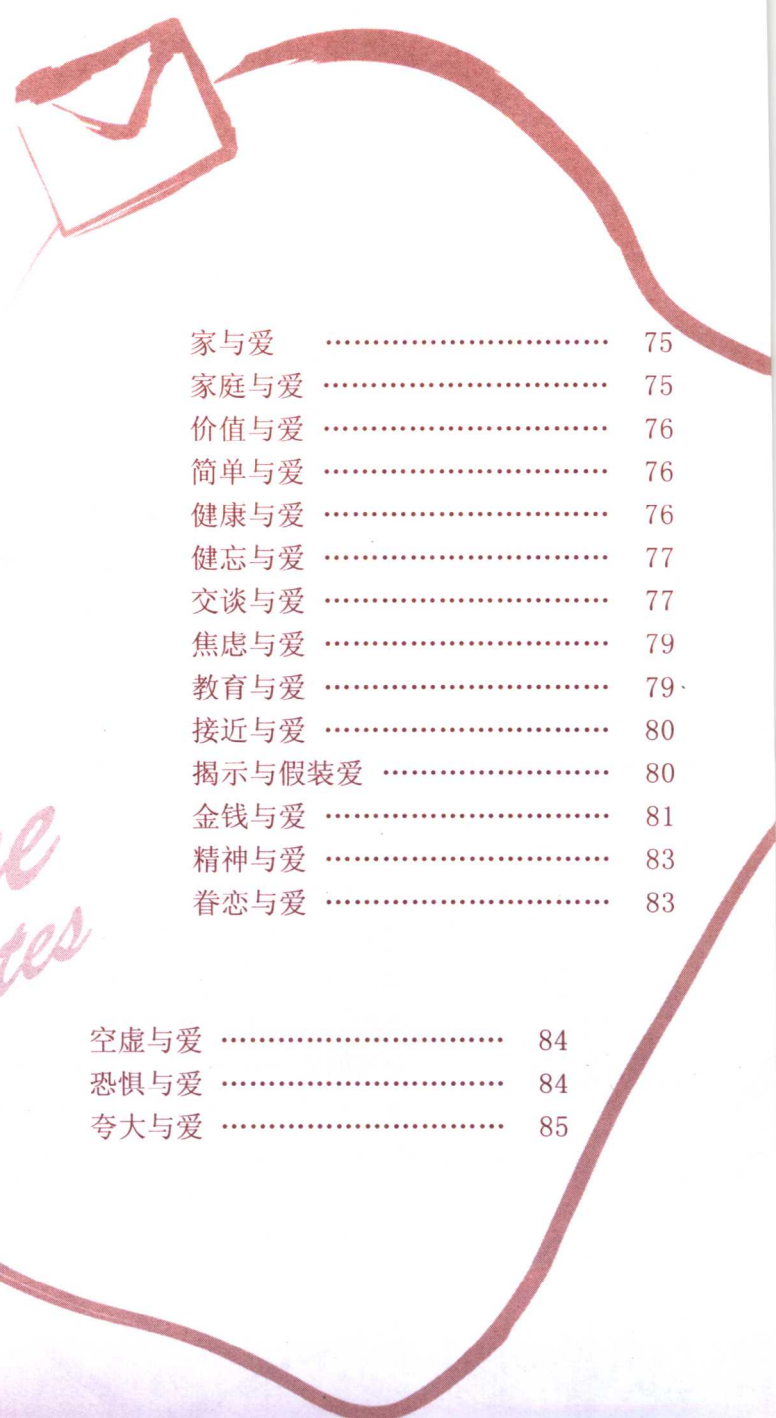 家与爱 …………………………… 75
家庭与爱 …………………………… 75
价值与爱 …………………………… 76
简单与爱 …………………………… 76
健康与爱 …………………………… 76
健忘与爱 …………………………… 77
交谈与爱 …………………………… 77
焦虑与爱 …………………………… 79
教育与爱 …………………………… 79
接近与爱 …………………………… 80
揭示与假装爱 ……………………… 80
金钱与爱 …………………………… 81
精神与爱 …………………………… 83
眷恋与爱 …………………………… 83
空虚与爱 …………………………… 84
恐惧与爱 …………………………… 84
夸大与爱 …………………………… 85